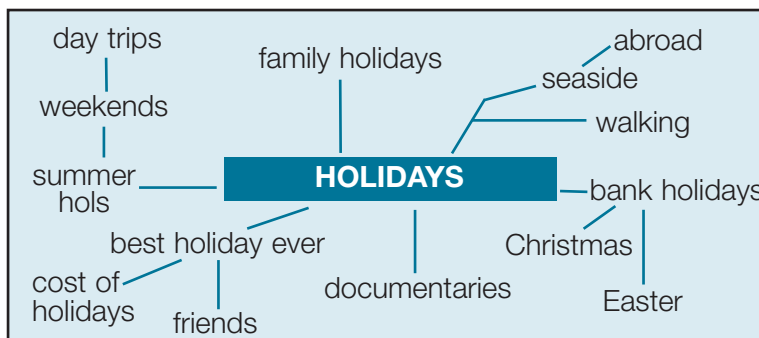 day trips
family holidays
abroad
seaside
weekends
walking
HOLIDAYS
summer
hols
bank holidays
best holiday ever
Christmas
cost of
holidays
documentaries
Easter
friends